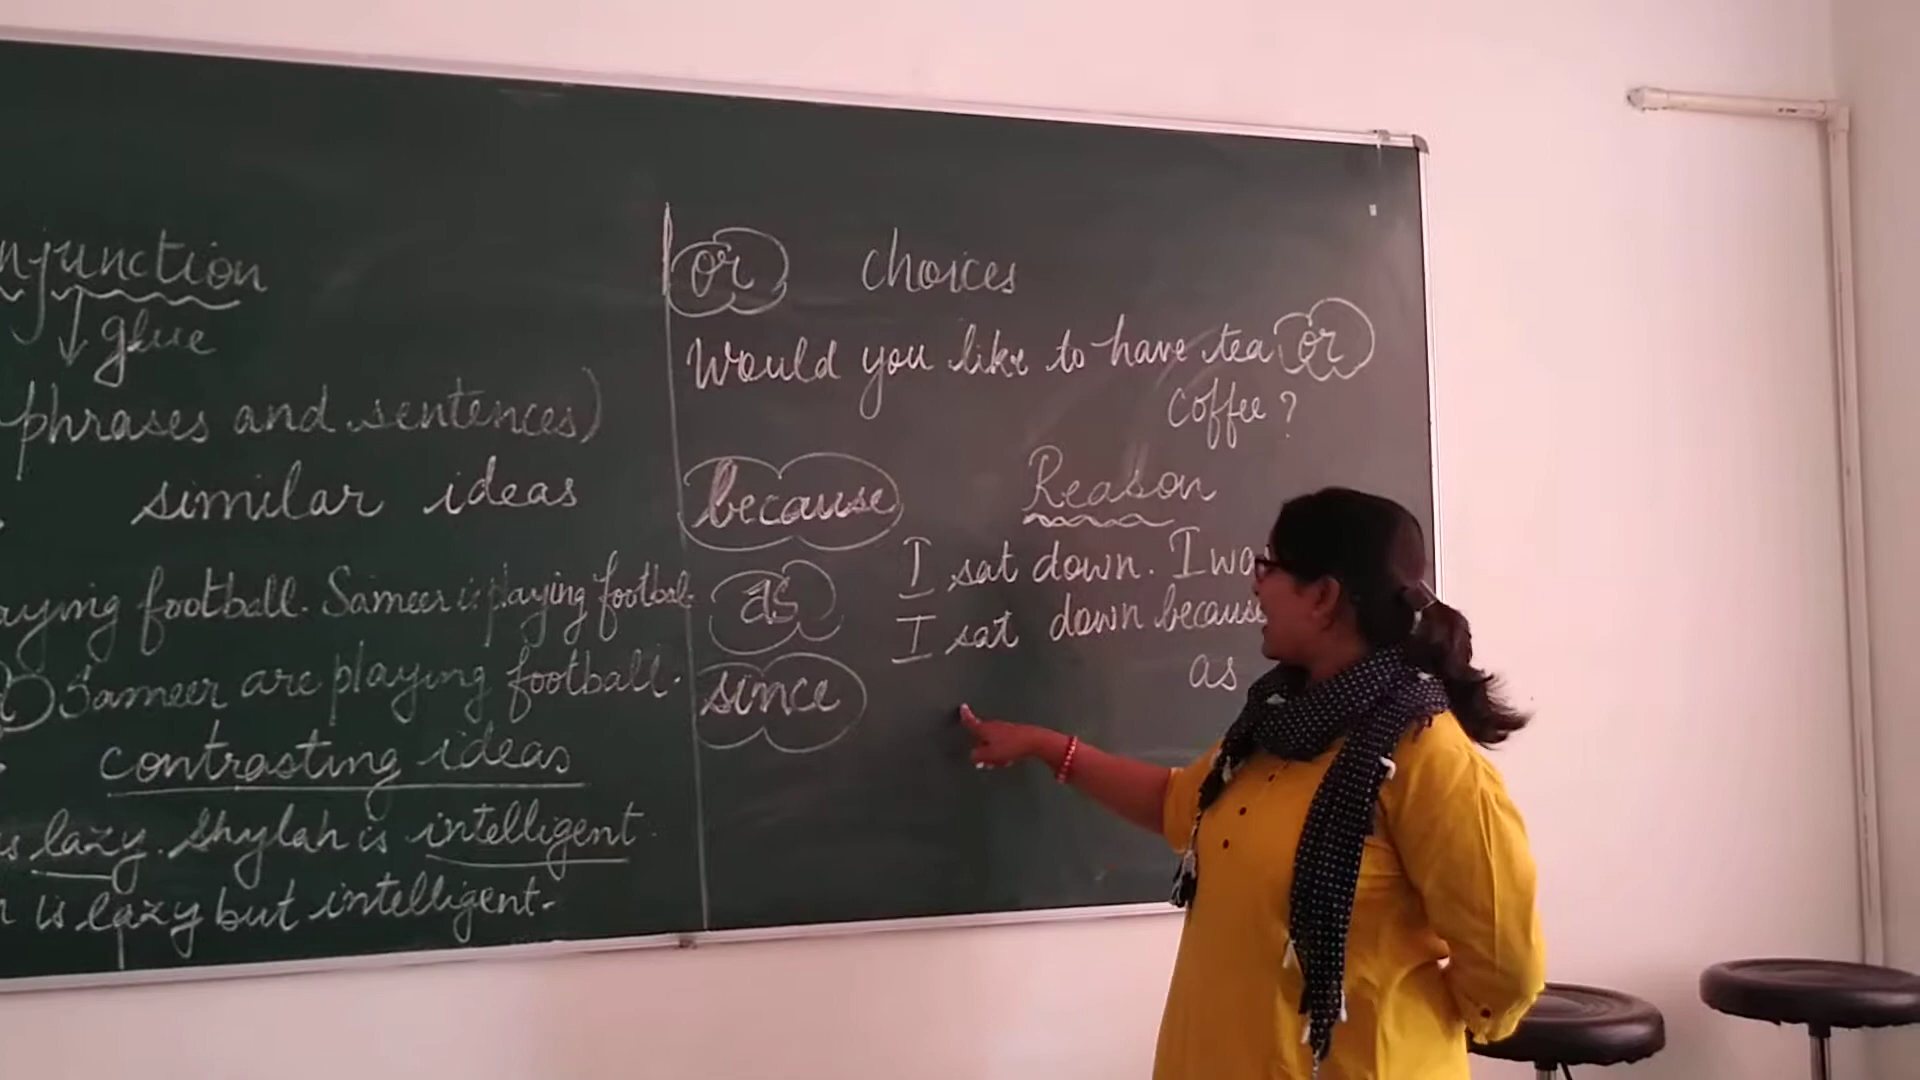 njunction
glue
phrases and sentences)
similar ideas
aying football. Sameer is playing football.
Sameer are playing football.
contrasting ideas
is lazy. Shylah is intelligent.
is lazy but intelligent.
or choices
Would you like to have tea or
coffee?
because Reason
I sat down. I wa
as
I sat down because
as
since